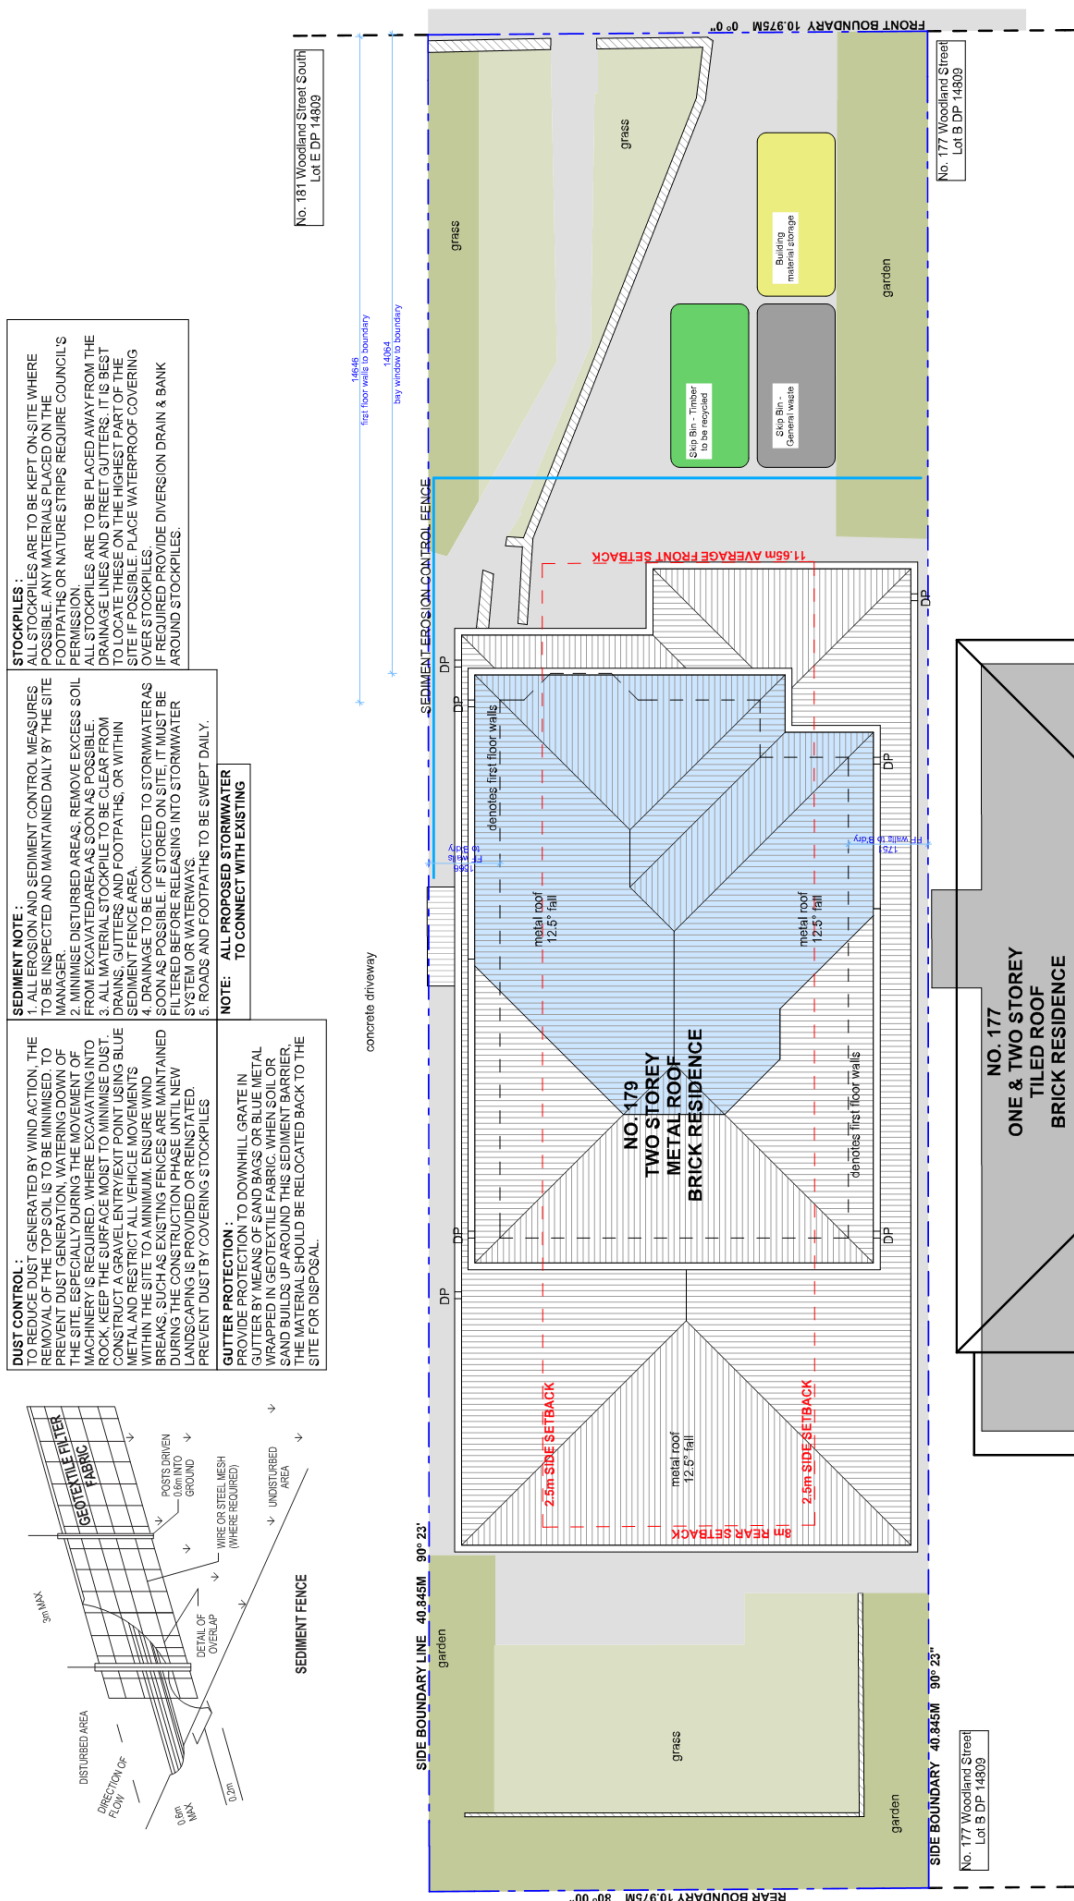 DUST CONTROL :
TO REDUCE DUST GENERATED BY WIND ACTION, THE
REMOVAL OF THE TOP SOIL IS TO BE MINIMISED. TO
PREVENT DUST GENERATION, WATERING DOWN OF
THE SITE, ESPECIALLY DURING THE MOVEMENT OF
MACHINERY IS REQUIRED. WHERE EXCAVATING INTO
ROCK, KEEP THE SURFACE MOIST TO MINIMISE DUST.
CONSTRUCT A GRAVEL ENTRY/EXIT POINT USING BLUE
METAL AND RESTRICT ALL VEHICLE MOVEMENTS
WITHIN THE SITE TO A MINIMUM. ENSURE WIND
BREAKS, SUCH AS EXISTING FENCES ARE MAINTAINED
DURING THE CONSTRUCTION PHASE UNTIL NEW
LANDSCAPING IS PROVIDED OR REINSTATED.
PREVENT DUST BY COVERING STOCKPILES
GUTTER PROTECTION :
PROVIDE PROTECTION TO DOWNHILL GRATE IN
GUTTER BY MEANS OF SAND BAGS OR BLUE METAL
WRAPPED IN GEOTEXTILE FABRIC. WHEN SOIL OR
SAND BUILDS UP AROUND THIS SEDIMENT BARRIER,
THE MATERIAL SHOULD BE RELOCATED BACK TO THE
SITE FOR DISPOSAL.
SEDIMENT NOTE :
1. ALL EROSION AND SEDIMENT CONTROL MEASURES
TO BE INSPECTED AND MAINTAINED DAILY BY THE SITE
MANAGER.
2. MINIMISE DISTURBED AREAS, REMOVE EXCESS SOIL
FROM EXCAVATED AREA AS SOON AS POSSIBLE.
3. ALL MATERIAL STOCKPILE TO BE CLEAR FROM
DRAINS, GUTTERS AND FOOTPATHS, OR WITHIN
SEDIMENT FENCE AREA.
4. DRAINAGE TO BE CONNECTED TO STORMWATER AS
SOON AS POSSIBLE. IF STORED ON SITE, IT MUST BE
FILTERED BEFORE RELEASING INTO STORMWATER
SYSTEM OR WATERWAYS.
5. ROADS AND FOOTPATHS TO BE SWEPT DAILY.
NOTE: ALL PROPOSED STORMWATER
TO CONNECT WITH EXISTING
STOCKPILES :
ALL STOCKPILES ARE TO BE KEPT ON-SITE WHERE
POSSIBLE. ANY MATERIALS PLACED ON THE
FOOTPATHS OR NATURE STRIPS REQUIRE COUNCIL'S
PERMISSION.
ALL STOCKPILES ARE TO BE PLACED AWAY FROM THE
DRAINAGE LINES AND STREET GUTTERS. IT IS BEST
TO LOCATE THESE ON THE HIGHEST PART OF THE
SITE IF POSSIBLE. PLACE WATERPROOF COVERING
OVER STOCKPILES.
IF REQUIRED PROVIDE DIVERSION DRAIN & BANK
AROUND STOCKPILES.
3m MAX
GEOTEXTILE FILTER
FABRIC
POSTS DRIVEN
0.6m INTO
GROUND
WIRE OR STEEL MESH
(WHERE REQUIRED)
UNDISTURBED
AREA
DETAIL OF
OVERLAP
DISTURBED AREA
DIRECTION OF
FLOW
0.6m
MAX
0.2m
SEDIMENT FENCE
No. 181 Woodland Street South
Lot E DP 14809
14646
first floor walls to boundary
14064
bay window to boundary
concrete driveway
SIDE BOUNDARY LINE 40.845M 90° 23'
SEDIMENT EROSION CONTROL FENCE
FRONT BOUNDARY 10.975M 0° 0' 0"
REAR BOUNDARY 10.975M 80° 00'
garden
grass
garden
DP
DP
DP
DP
DP
DP
DP
2.5m SIDE SETBACK
2.5m SIDE SETBACK
8m REAR SETBACK
11.65m AVERAGE FRONT SETBACK
metal roof
12.5° fall
metal roof
12.5° fall
metal roof
12.5° fall
denotes first floor walls
denotes first floor walls
FF walls
to B'dry
1751
FF walls to B'dry
NO. 179
TWO STOREY
METAL ROOF
BRICK RESIDENCE
grass
grass
garden
Skip Bin - Timber
to be recycled
Skip Bin -
General waste
Building
material storage
SIDE BOUNDARY 40.845M 90° 23"
No. 177 Woodland Street
Lot B DP 14809
No. 177 Woodland Street
Lot B DP 14809
NO. 177
ONE & TWO STOREY
TILED ROOF
BRICK RESIDENCE